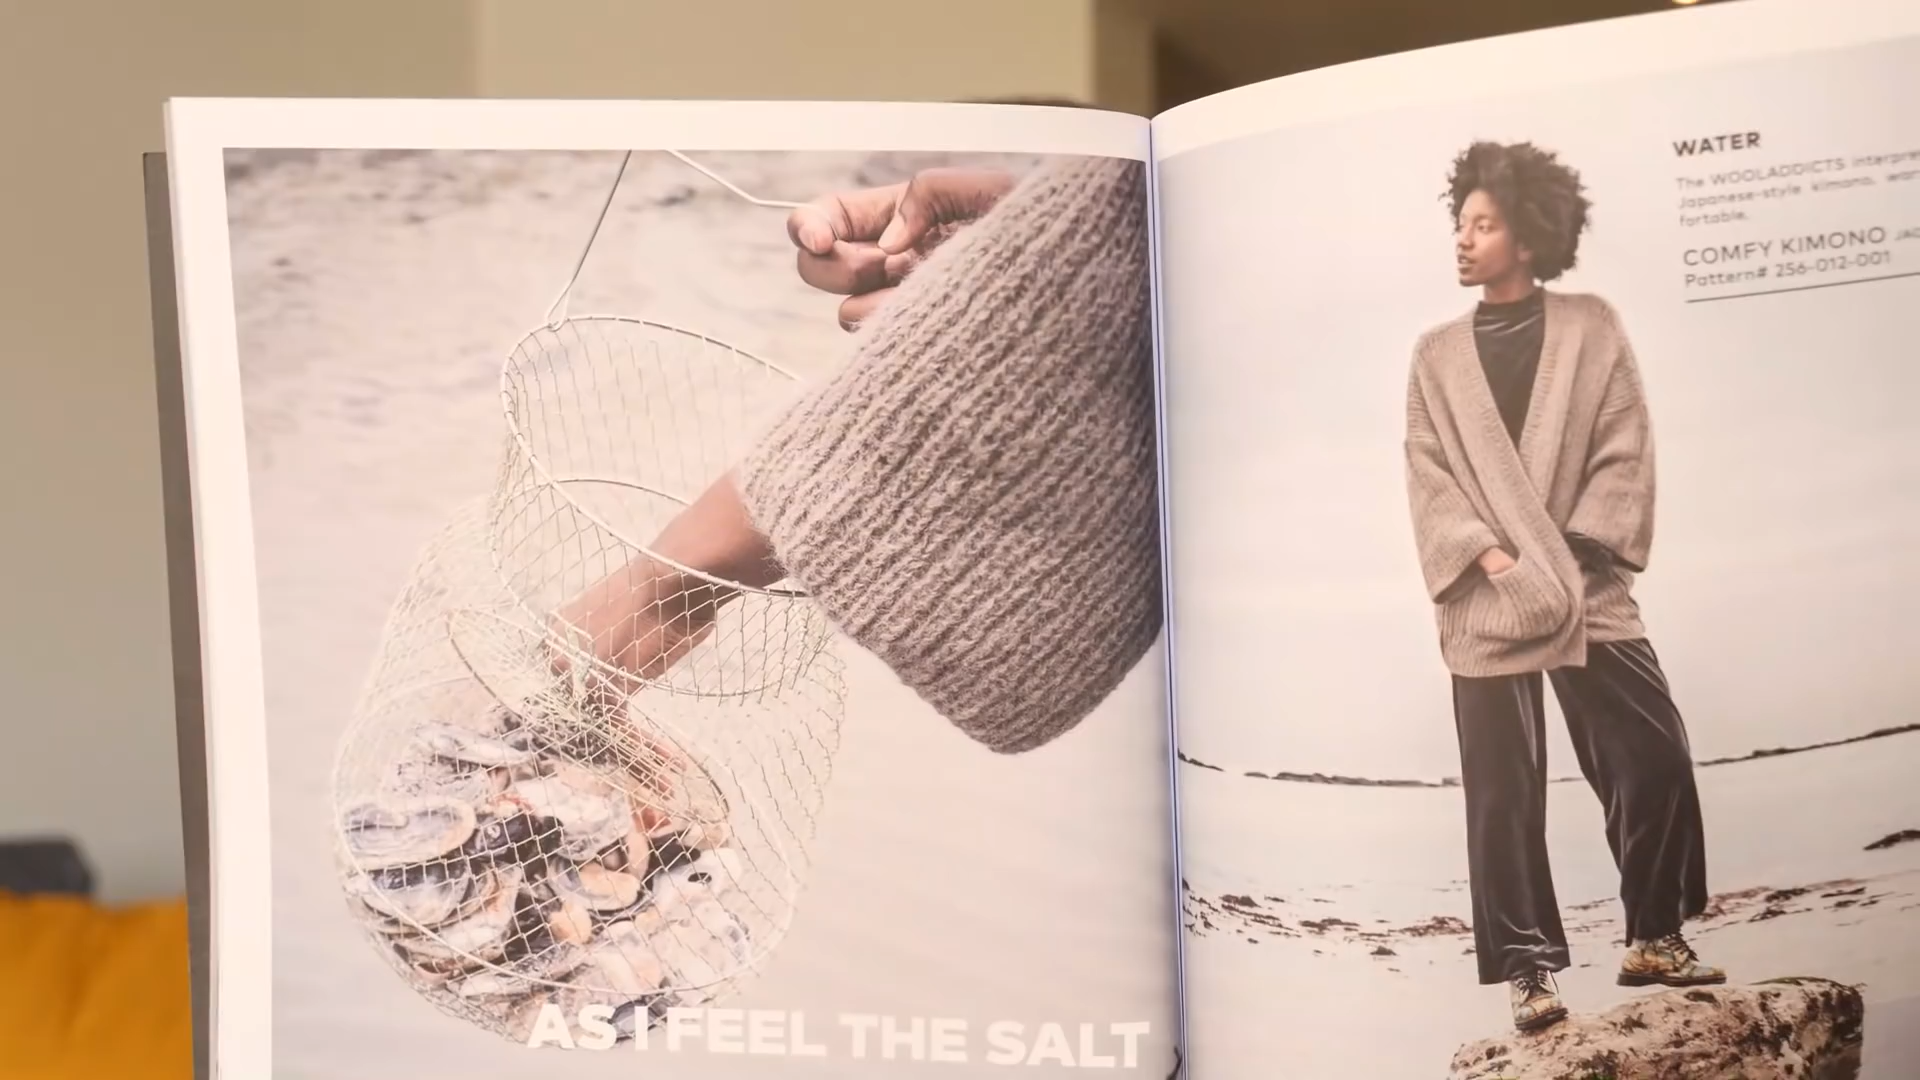 AS I FEEL THE SALT
WATER
The WOOLADDICTS
Japanese-style kimono,
fortable.
COMFY KIMONO
Pattern# 256-012-001